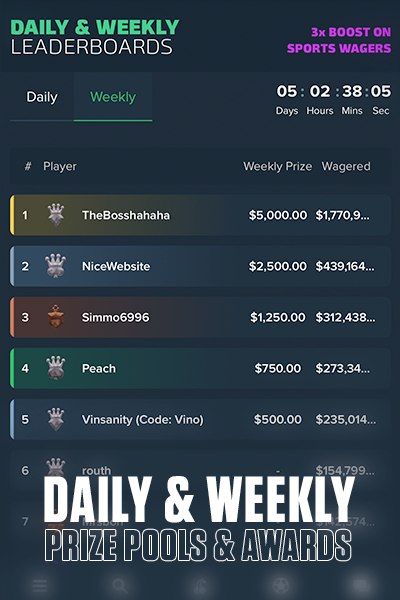 DAILY & WEEKLY
LEADERBOARDS
3x BOOST ON
SPORTS WAGERS
Daily
Weekly
05 : 02 : 38 : 05
Days Hours Mins Sec
# Player Weekly Prize Wagered
1 TheBosshahaha $5,000.00 $1,770,9...
2 NiceWebsite $2,500.00 $439,164...
3 Simmo6996 $1,250.00 $312,438...
4 Peach $750.00 $273,34...
5 Vinsanity (Code: Vino) $500.00 $235,014...
6 routh - $154,799...
DAILY & WEEKLY
7
PRIZE POOLS & AWARDS